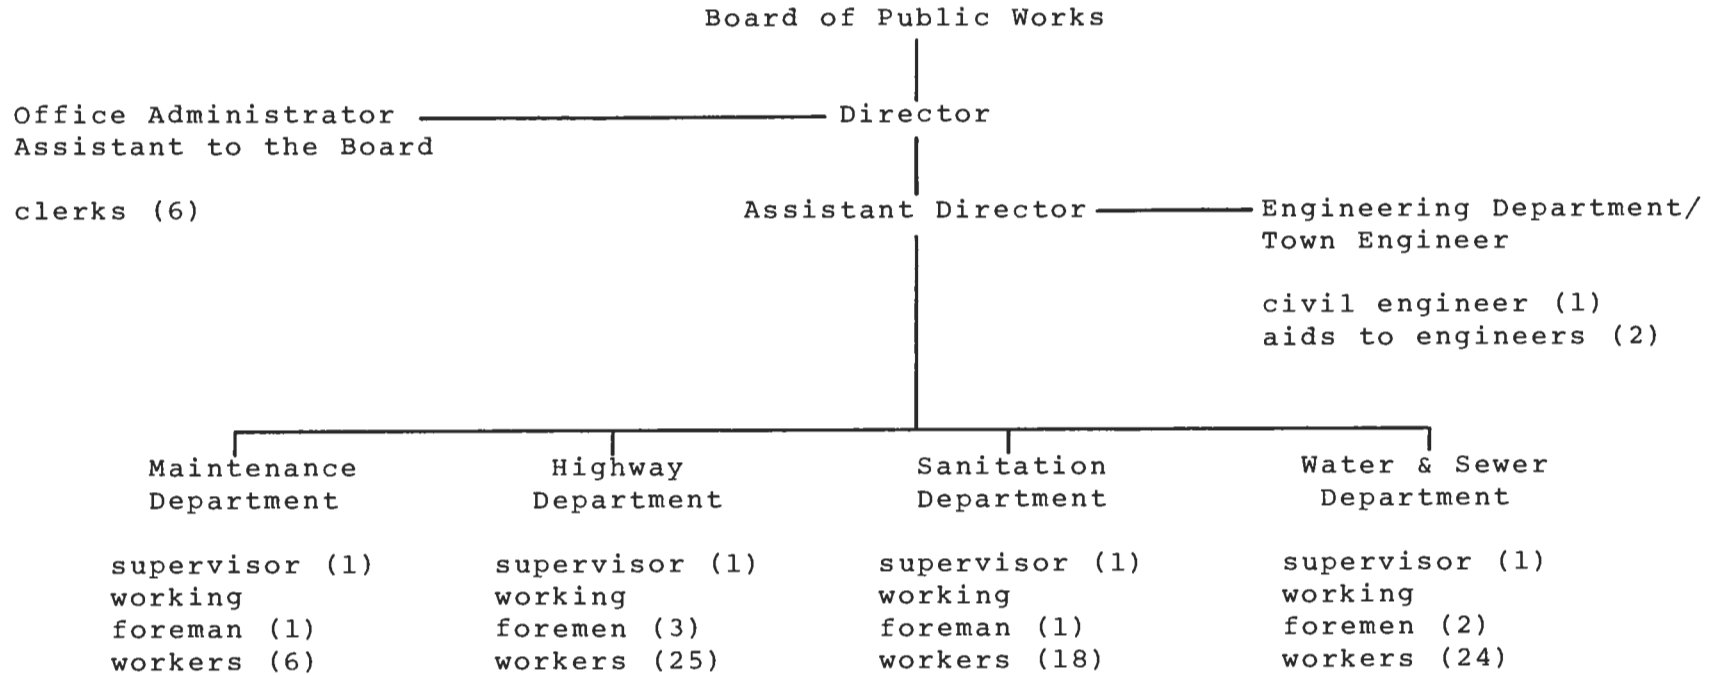 Board of Public Works
Office Administrator
Assistant to the Board
clerks (6)
Director
Assistant Director
Engineering Department/
Town Engineer
civil engineer (1)
aids to engineers (2)
Maintenance
Department
supervisor (1)
working
foreman (1)
workers (6)
Highway
Department
supervisor (1)
working
foremen (3)
workers (25)
Sanitation
Department
supervisor (1)
working
foreman (1)
workers (18)
Water & Sewer
Department
supervisor (1)
working
foremen (2)
workers (24)